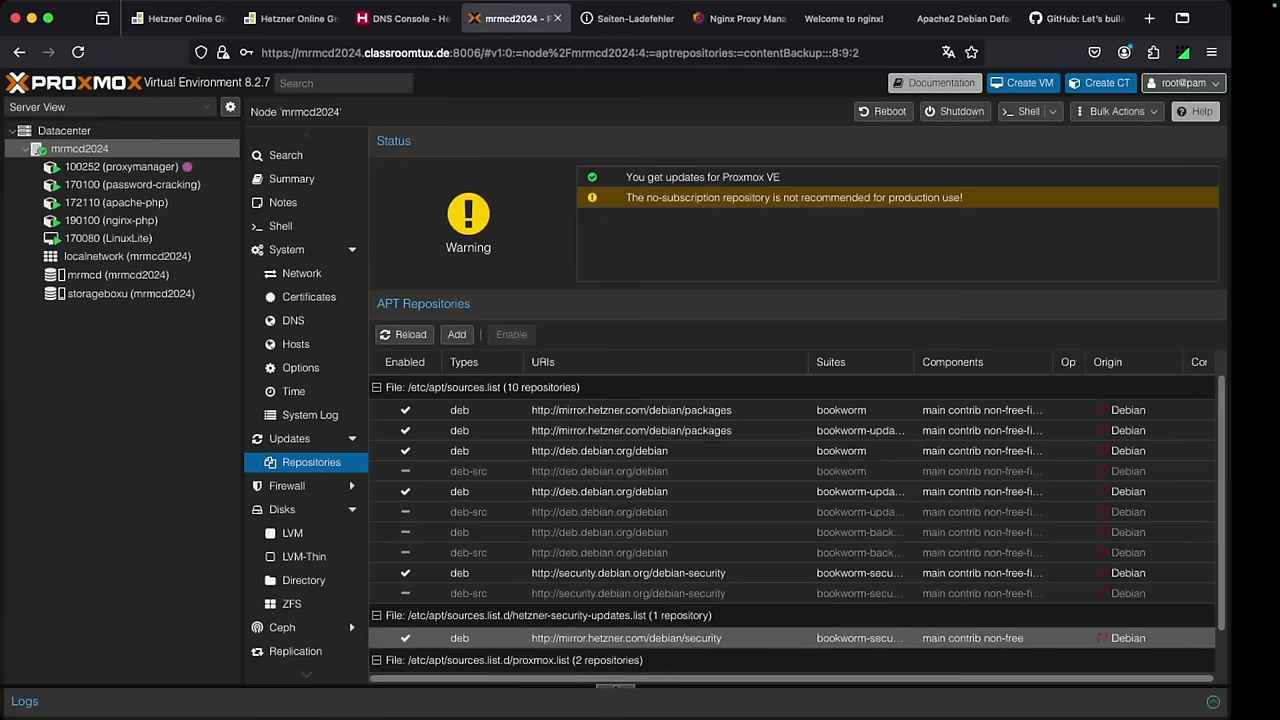 Hetzner Online Gr
Hetzner Online Gr
DNS Console - He
mrmcd2024 - P
Seiten-Ladefehler
Nginx Proxy Mana
Welcome to nginx!
Apache2 Debian Defa
GitHub: Let's build
https://mrmcd2024.classroomtux.de:8006/#v1:0:=node%2Fmrmcd2024:4:=aptrepositories:=contentBackup:::8:9:2
PROXMOX Virtual Environment 8.2.7 Search
Documentation Create VM Create CT root@pam
Server View
Node 'mrmcd2024'
Reboot Shutdown >_ Shell Bulk Actions Help
Datacenter
mrmcd2024
100252 (proxymanager)
170100 (password-cracking)
172110 (apache-php)
190100 (nginx-php)
170080 (LinuxLite)
localnetwork (mrmcd2024)
mrmcd (mrmcd2024)
storageboxu (mrmcd2024)
Search
Summary
Notes
>_ Shell
System
Network
Certificates
DNS
Hosts
Options
Time
System Log
Updates
Repositories
Firewall
Disks
LVM
LVM-Thin
Directory
ZFS
Ceph
Replication
Status
Warning
You get updates for Proxmox VE
The no-subscription repository is not recommended for production use!
APT Repositories
Reload Add | Enable
Enabled Types URIs Suites Components Op Origin Cor
File: /etc/apt/sources.list (10 repositories)
deb http://mirror.hetzner.com/debian/packages bookworm main contrib non-free-fi… Debian
deb http://mirror.hetzner.com/debian/packages bookworm-upda… main contrib non-free-fi… Debian
deb http://deb.debian.org/debian bookworm main contrib non-free-fi… Debian
deb-src http://deb.debian.org/debian bookworm main contrib non-free-fi… Debian
deb http://deb.debian.org/debian bookworm-upda… main contrib non-free-fi… Debian
deb-src http://deb.debian.org/debian bookworm-upda… main contrib non-free-fi… Debian
deb http://deb.debian.org/debian bookworm-back… main contrib non-free-fi… Debian
deb-src http://deb.debian.org/debian bookworm-back… main contrib non-free-fi… Debian
deb http://security.debian.org/debian-security bookworm-secu… main contrib non-free-fi… Debian
deb-src http://security.debian.org/debian-security bookworm-secu… main contrib non-free-fi… Debian
File: /etc/apt/sources.list.d/hetzner-security-updates.list (1 repository)
deb http://mirror.hetzner.com/debian/security bookworm-secu… main contrib non-free Debian
File: /etc/apt/sources.list.d/proxmox.list (2 repositories)
Logs